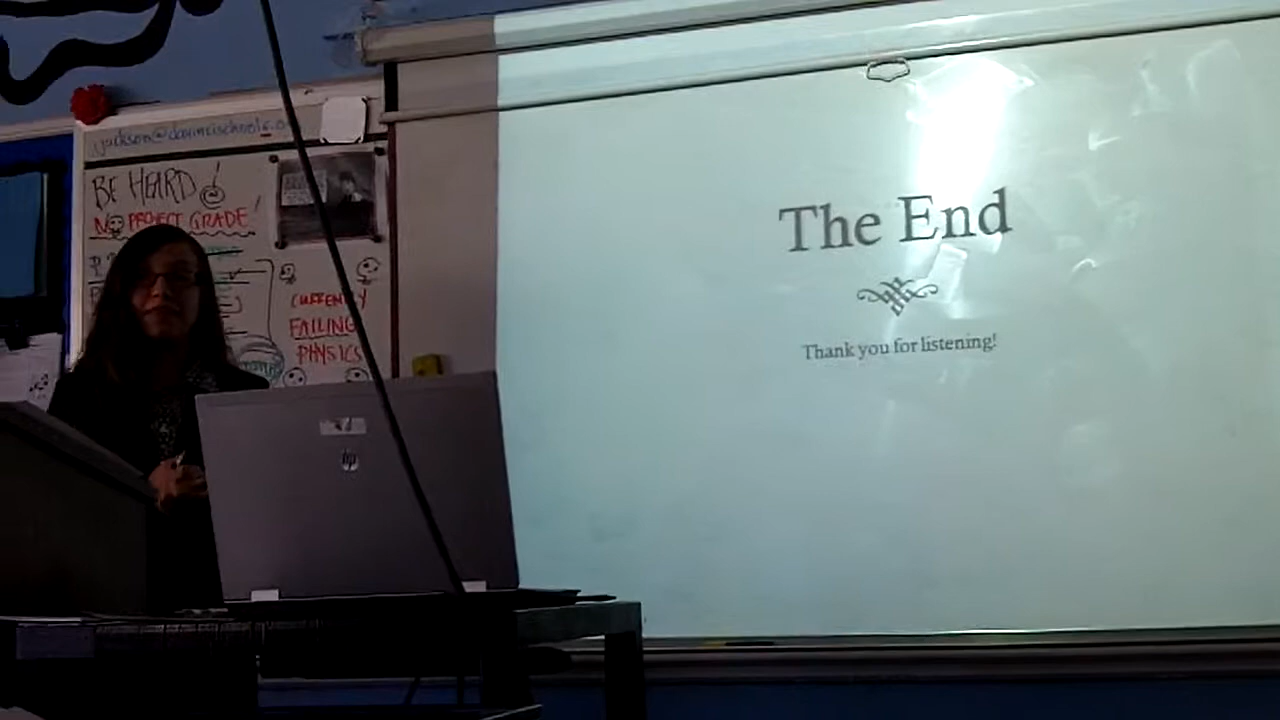 BE HEARD!
NO PROJECT GRADE!
CURRENTLY
FAILING
PHYSICS
hp
The End
Thank you for listening!